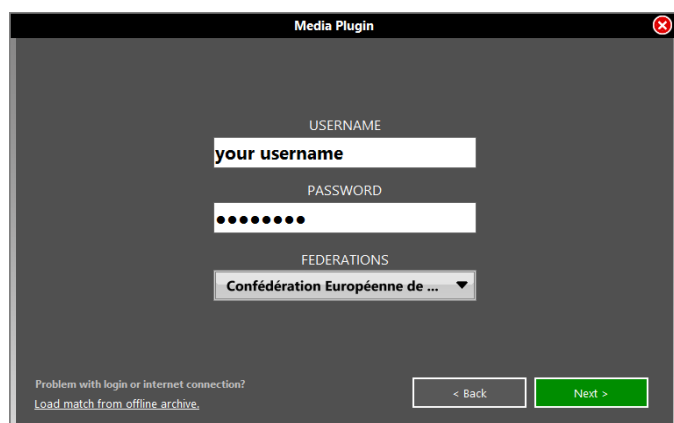 Media Plugin
USERNAME
your username
PASSWORD
●●●●●●●●
FEDERATIONS
Confédération Européenne de ...
Problem with login or internet connection?
Load match from offline archive.
< Back
Next >